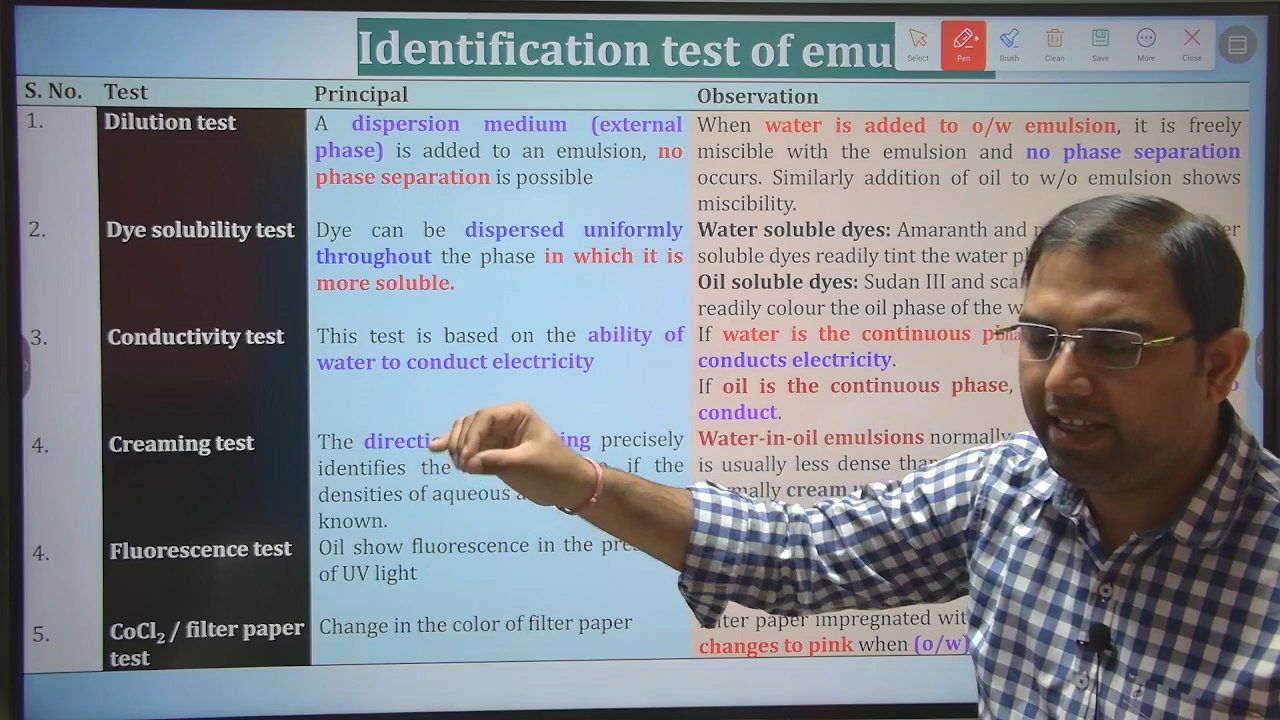 Identification test of emu
Select Pen Brush Clean Save More Close
S. No. Test Principal Observation
1. Dilution test
A dispersion medium (external
phase) is added to an emulsion, no
phase separation is possible
When water is added to o/w emulsion, it is freely
miscible with the emulsion and no phase separation
occurs. Similarly addition of oil to w/o emulsion shows
miscibility.
2. Dye solubility test
Dye can be dispersed uniformly
throughout the phase in which it is
more soluble.
Water soluble dyes: Amaranth and
soluble dyes readily tint the water
Oil soluble dyes: Sudan III and
readily colour the oil phase of the
3. Conductivity test
This test is based on the ability of
water to conduct electricity
If water is the continuous
conducts electricity.
If oil is the continuous phase,
conduct.
4. Creaming test
The precisely
identifies the if the
densities of aqueous
known.
Water-in-oil emulsions normally
is usually less dense
cream
4. Fluorescence test
Oil show fluorescence in the
of UV light
5. CoCl₂ / filter paper
test
Change in the color of filter paper
paper impregnated
changes to pink when (o/w)